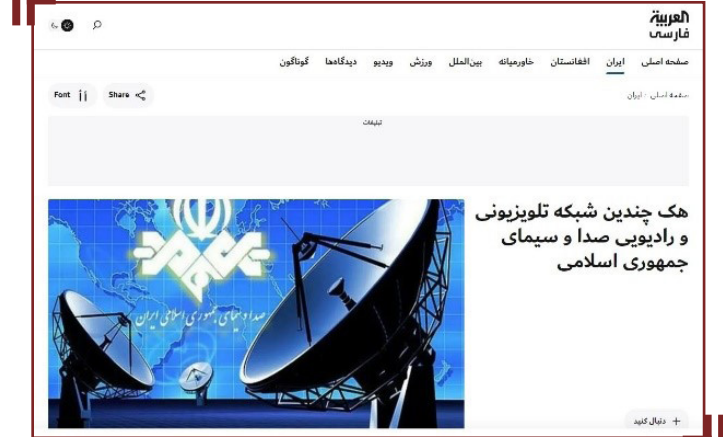 العربية
فارسی
صفحه اصلی ایران افغانستان خاورمیانه بین‌الملل ورزش ویدیو دیدگاه‌ها گوناگون
صفحه اصلی / ایران
Share
Font
تبلیغات
هک چندین شبکه تلویزیونی
و رادیویی صدا و سیمای
جمهوری اسلامی
صدا و سیمای جمهوری اسلامی ایران
+ دنبال کنید